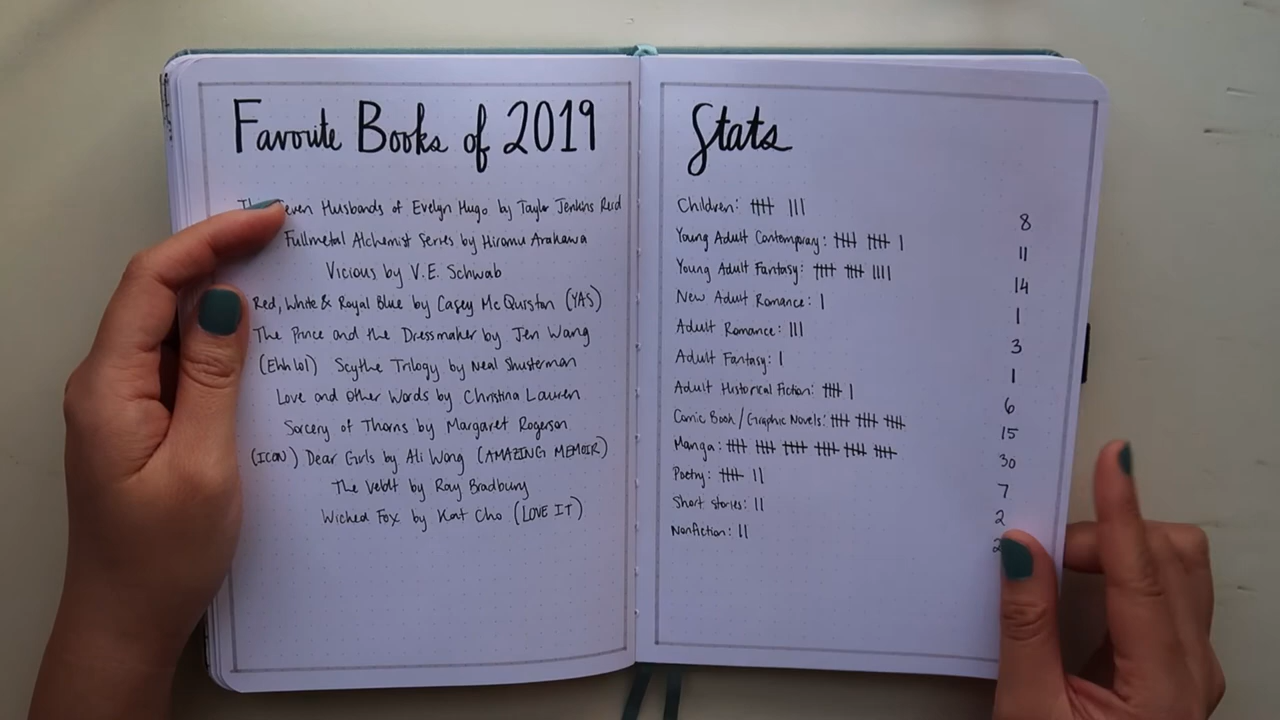 Favorite Books of 2019
Seven Husbands of Evelyn Hugo by Taylor Jenkins Reid
Fullmetal Alchemist Series by Hiromu Arakawa
Vicious by V.E. Schwab
Red, White & Royal Blue by Casey McQuiston (YAS)
The Prince and the Dressmaker by Jen Wang
(Ehh lol) Scythe Trilogy by Neal Shusterman
Love and Other Words by Christina Lauren
Sorcery of Thorns by Margaret Rogerson
(ICON) Dear Girls by Ali Wong (AMAZING MEMOIR)
The Veldt by Ray Bradbury
Wicked Fox by Kat Cho (LOVE IT)
Stats
Children: 8
Young Adult Contemporary: 11
Young Adult Fantasy: 14
New Adult Romance: 1
Adult Romance: 3
Adult Fantasy: 1
Adult Historical Fiction: 6
Comic Book/Graphic Novels: 15
Manga: 30
Poetry: 7
Short stories: 2
Nonfiction: 2